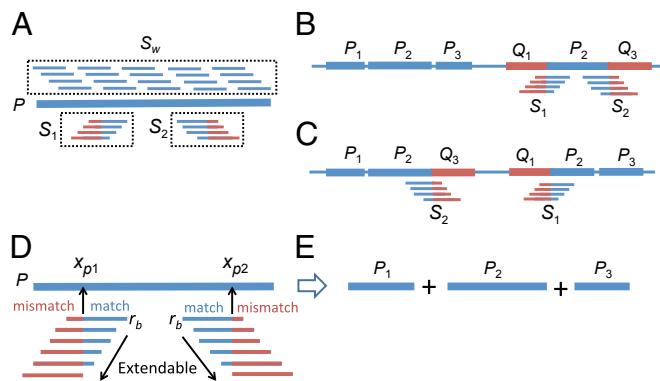 A
S_w
P
S_1
S_2
B
P_1 P_2 P_3 Q_1 P_2 Q_3
S_1 S_2
C
P_1 P_2 Q_3 Q_1 P_2 P_3
S_2 S_1
D
x_p1 x_p2
P
mismatch match match mismatch
r_b r_b
Extendable
E
P_1 P_2 P_3
+ +